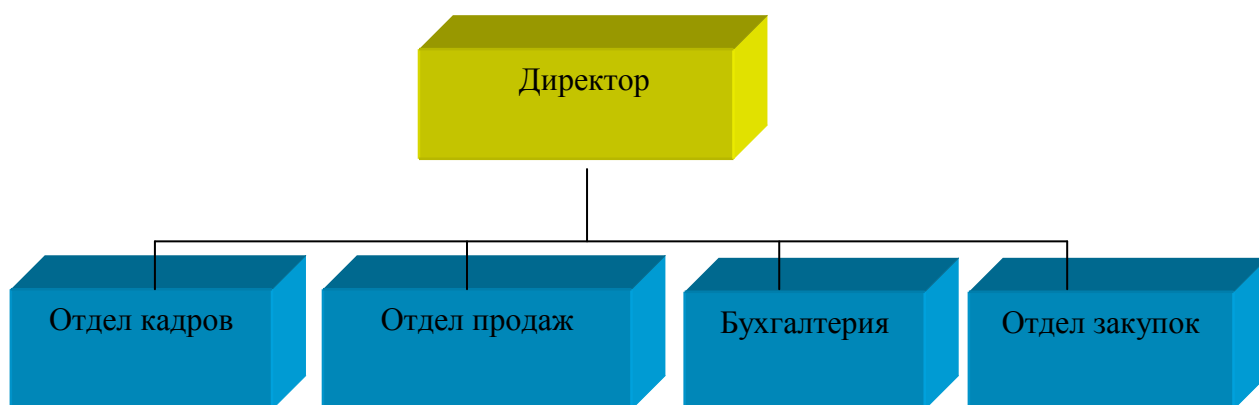 Директор
Отдел кадров
Отдел продаж
Бухгалтерия
Отдел закупок